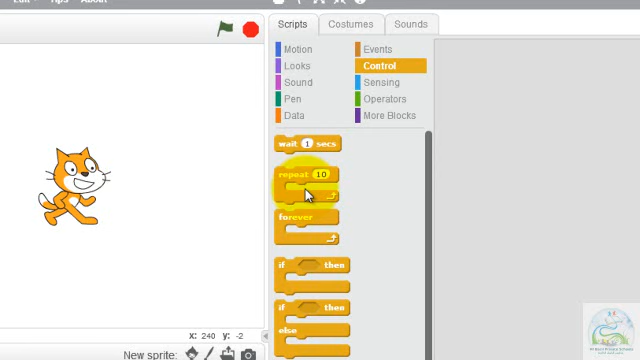 Edit Tips About
Scripts Costumes Sounds
Motion Events
Looks Control
Sound Sensing
Pen Operators
Data More Blocks
wait 1 secs
repeat 10
forever
if then
if then
else
x: 240 y: -2
New sprite: